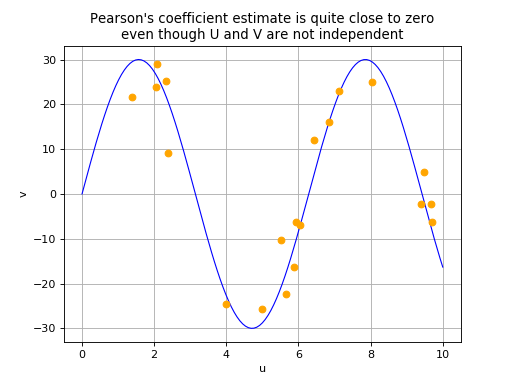 Pearson's coefficient estimate is quite close to zero
even though U and V are not independent
30
20
10
0
−10
−20
−30
v
0 2 4 6 8 10
u